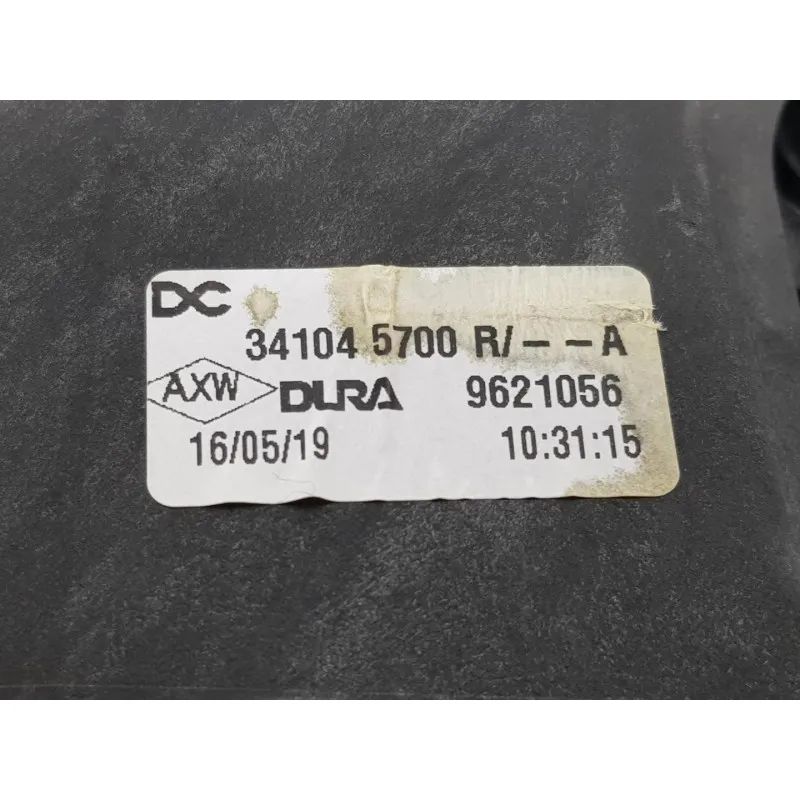 DC
34104 5700 R/--A
AXW DURA 9621056
16/05/19 10:31:15